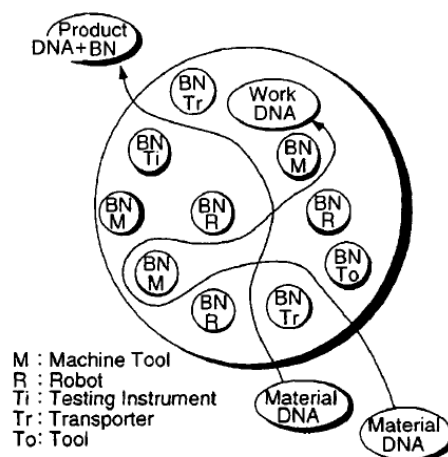 Product
DNA+BN
BN
Tr
Work
DNA
BN
Ti
BN
M
BN
M
BN
R
BN
R
BN
M
BN
To
BN
R
BN
Tr
M : Machine Tool
R : Robot
Ti : Testing Instrument
Tr : Transporter
To: Tool
Material
DNA
Material
DNA